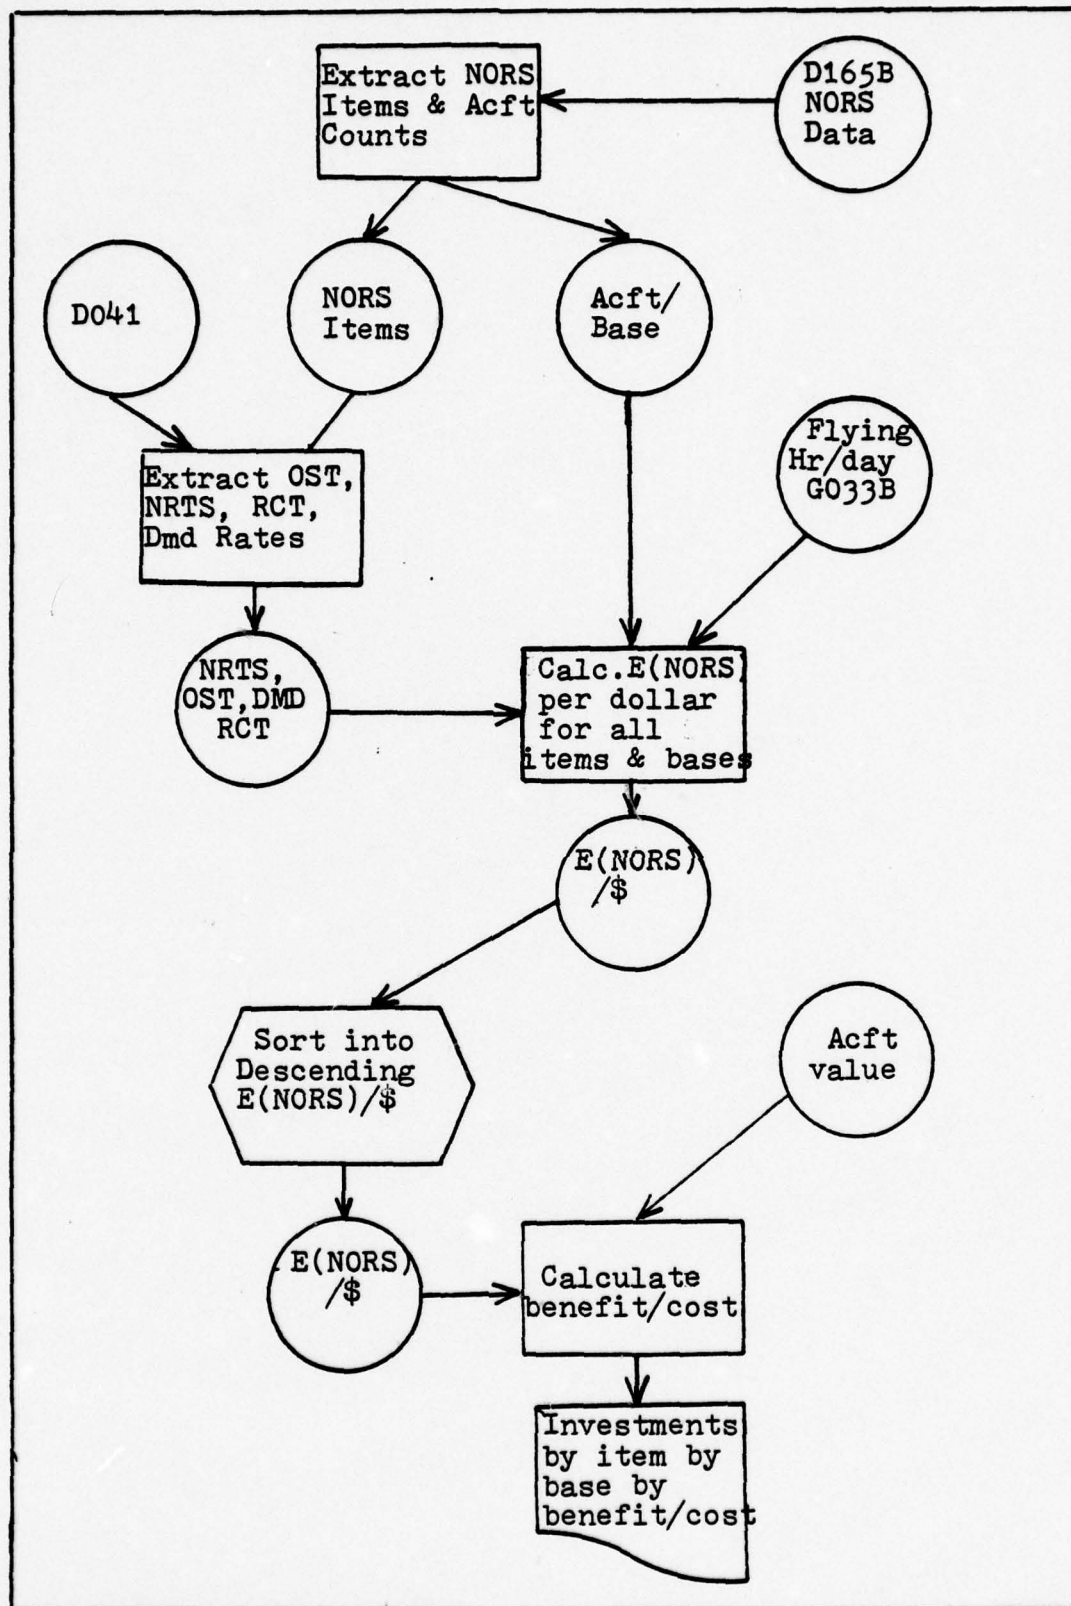 Extract NORS
Items & Acft
Counts
D165B
NORS
Data
D041
NORS
Items
Acft/
Base
Flying
Hr/day
G033B
Extract OST,
NRTS, RCT,
Dmd Rates
NRTS,
OST,DMD
RCT
Calc.E(NORS)
per dollar
for all
items & bases
E(NORS)
/$
Sort into
Descending
E(NORS)/$
Acft
value
E(NORS)
/$
Calculate
benefit/cost
Investments
by item by
base by
benefit/cost